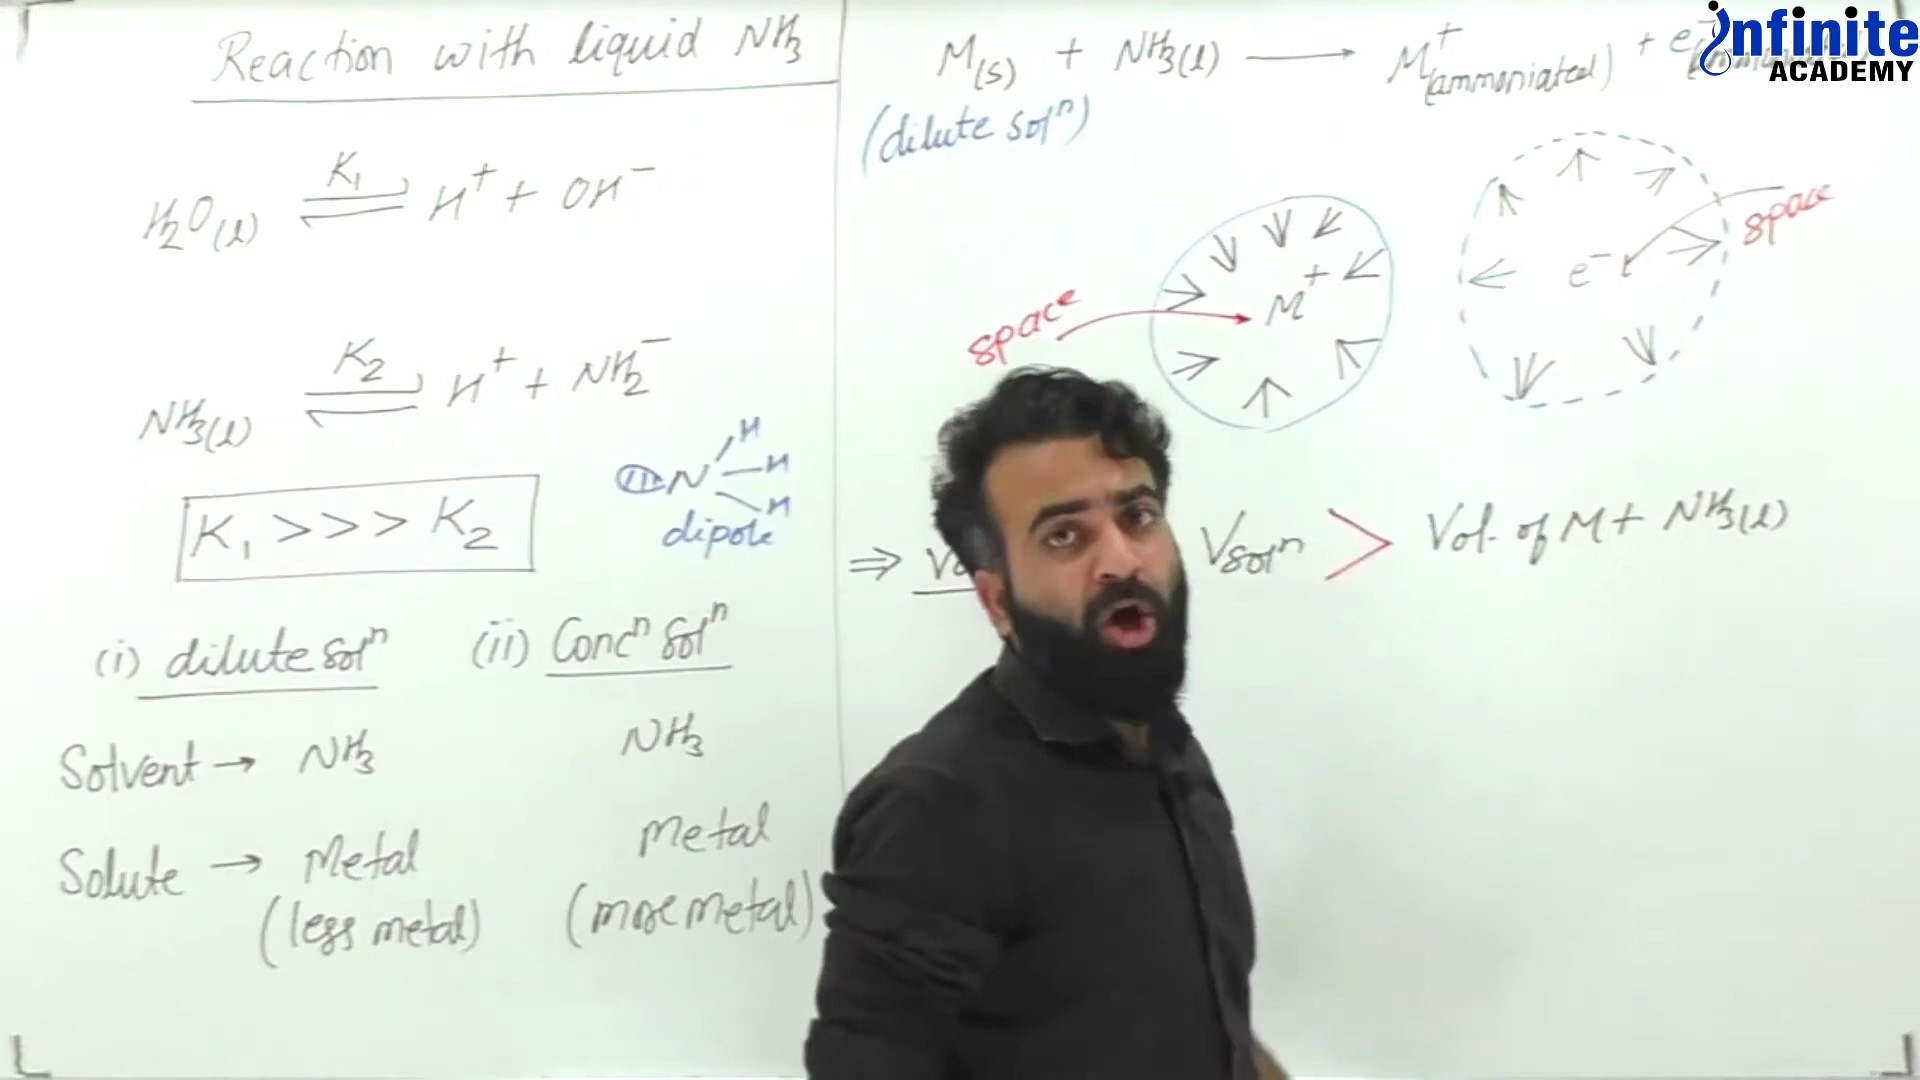 Reaction with liquid NH3
H2O(l) K1 ⇌ H+ + OH−
NH3(l) K2 ⇌ H+ + NH2−
N H H H
dipole
K1 >>> K2
(i) dilute solⁿ (ii) Concⁿ solⁿ
Solvent → NH3 NH3
Solute → Metal Metal
(less metal) (more metal)
M(s) + NH3(l) ⟶ M+(ammoniated) + e−
(dilute solⁿ)
space M+
e− space
⇒ Vsolⁿ > Vol. of M + NH3(l)
infinite
ACADEMY